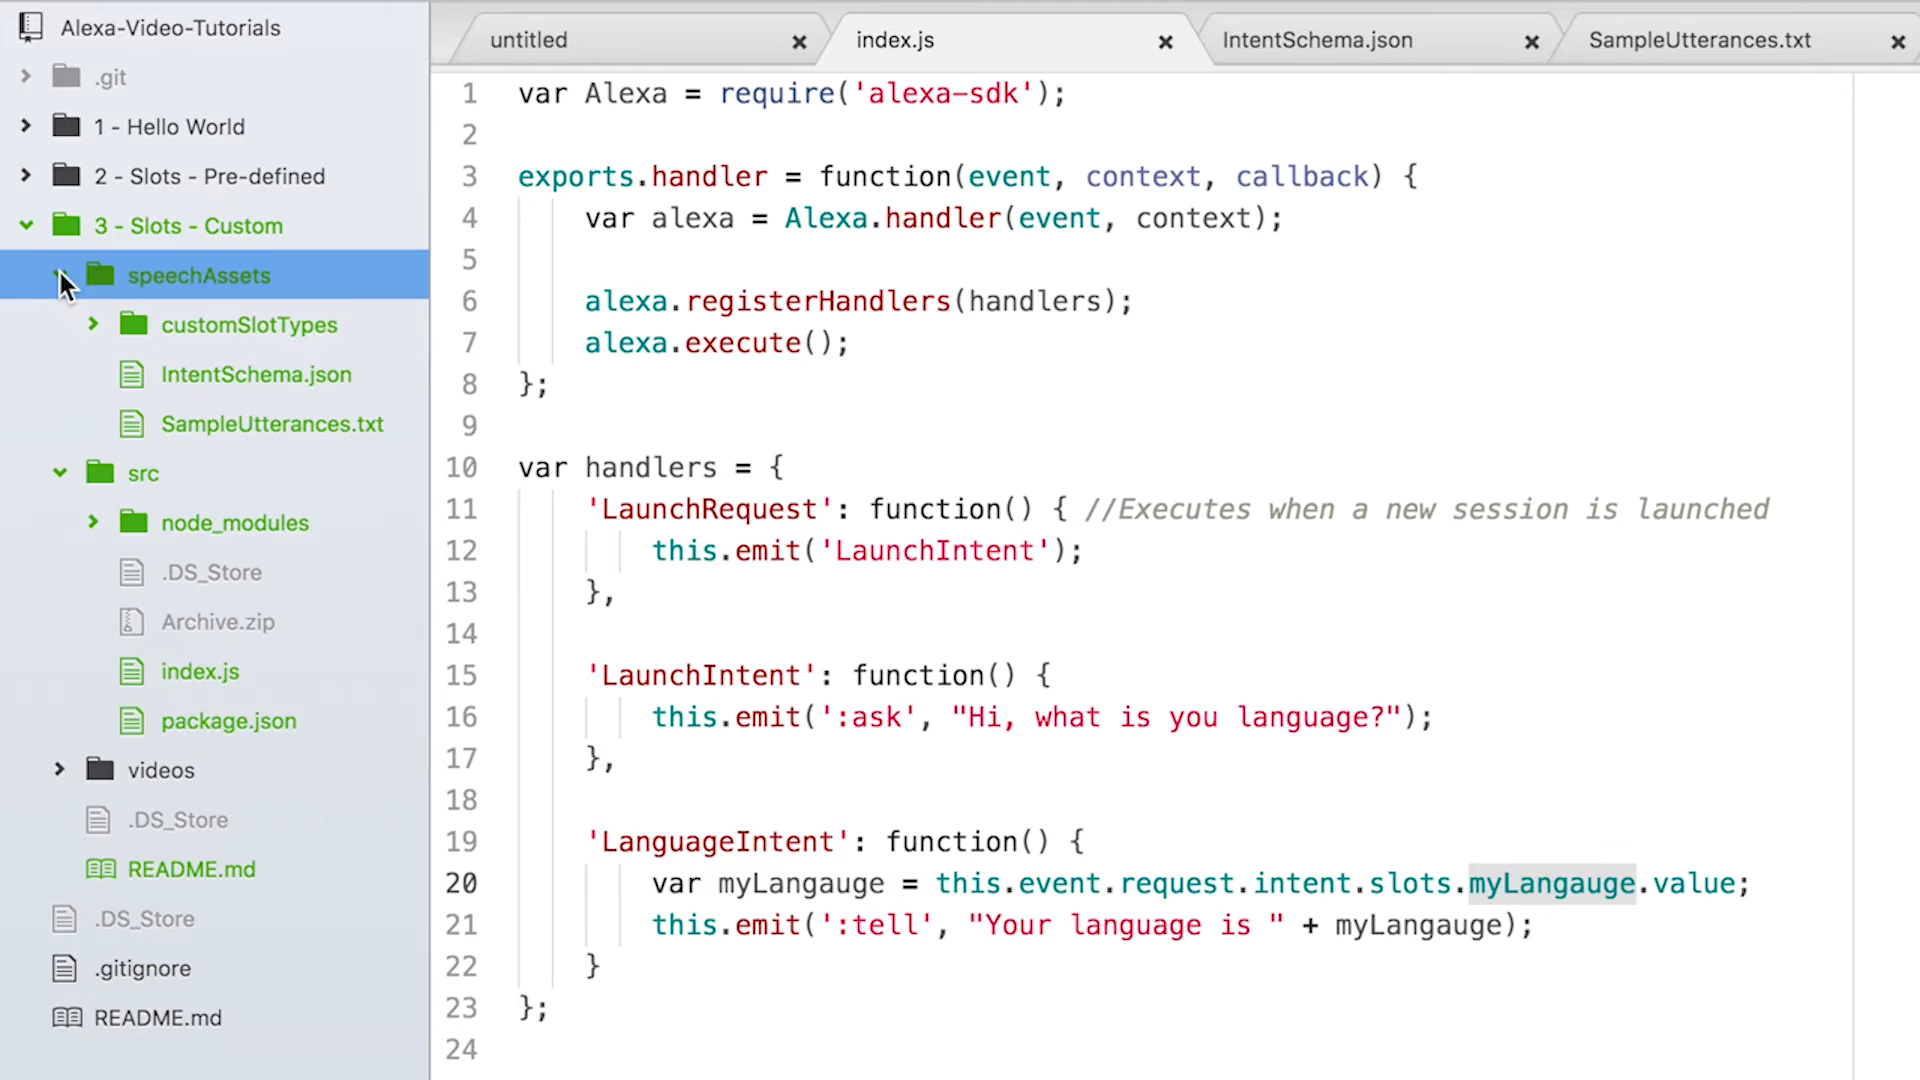 Alexa-Video-Tutorials
.git
1 - Hello World
2 - Slots - Pre-defined
3 - Slots - Custom
speechAssets
customSlotTypes
IntentSchema.json
SampleUtterances.txt
src
node_modules
.DS_Store
Archive.zip
index.js
package.json
videos
.DS_Store
README.md
.DS_Store
.gitignore
README.md
untitled
index.js
IntentSchema.json
SampleUtterances.txt
1 var Alexa = require('alexa-sdk');
2
3 exports.handler = function(event, context, callback) {
4 var alexa = Alexa.handler(event, context);
5
6 alexa.registerHandlers(handlers);
7 alexa.execute();
8 };
9
10 var handlers = {
11 'LaunchRequest': function() { //Executes when a new session is launched
12 this.emit('LaunchIntent');
13 },
14
15 'LaunchIntent': function() {
16 this.emit(':ask', "Hi, what is you language?");
17 },
18
19 'LanguageIntent': function() {
20 var myLangauge = this.event.request.intent.slots.myLangauge.value;
21 this.emit(':tell', "Your language is " + myLangauge);
22 }
23 };
24